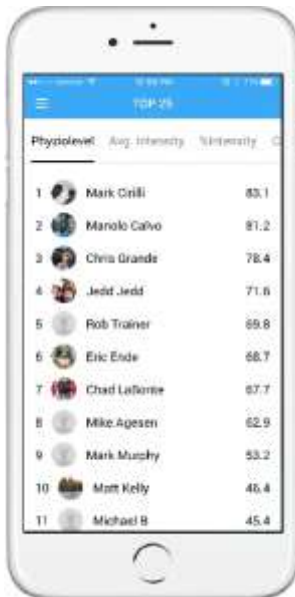 TOP 25
Physiolevel Avg. Intensity %Intensity
1 Mark Cirilli 83.1
2 Manolo Calvo 81.2
3 Chris Grande 78.4
4 Jedd Jedd 71.6
5 Rob Trainer 69.8
6 Eric Ende 68.7
7 Chad LaBonte 67.7
8 Mike Agesen 62.9
9 Mark Murphy 53.2
10 Matt Kelly 46.4
11 Michael B 45.4